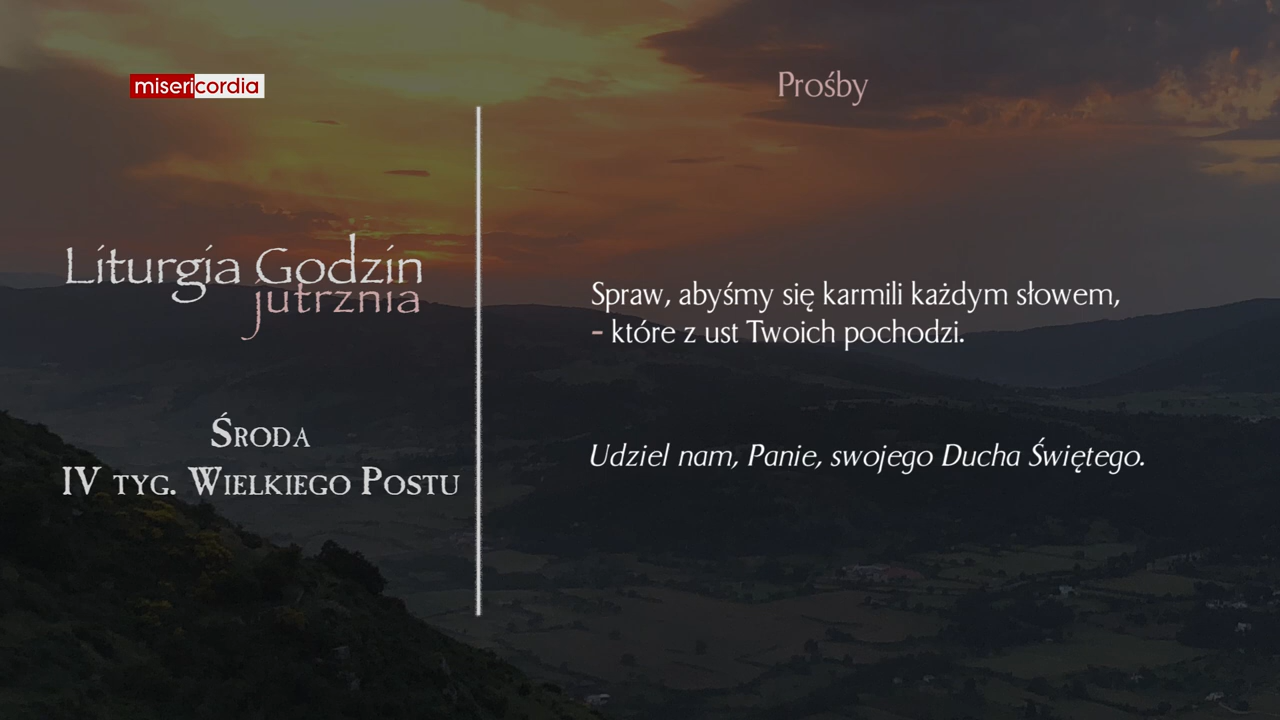 misericordia
Liturgia Godzin
jutrznia
Środa
IV tyg. Wielkiego Postu
Prośby
Spraw, abyśmy się karmili każdym słowem,
- które z ust Twoich pochodzi.
Udziel nam, Panie, swojego Ducha Świętego.